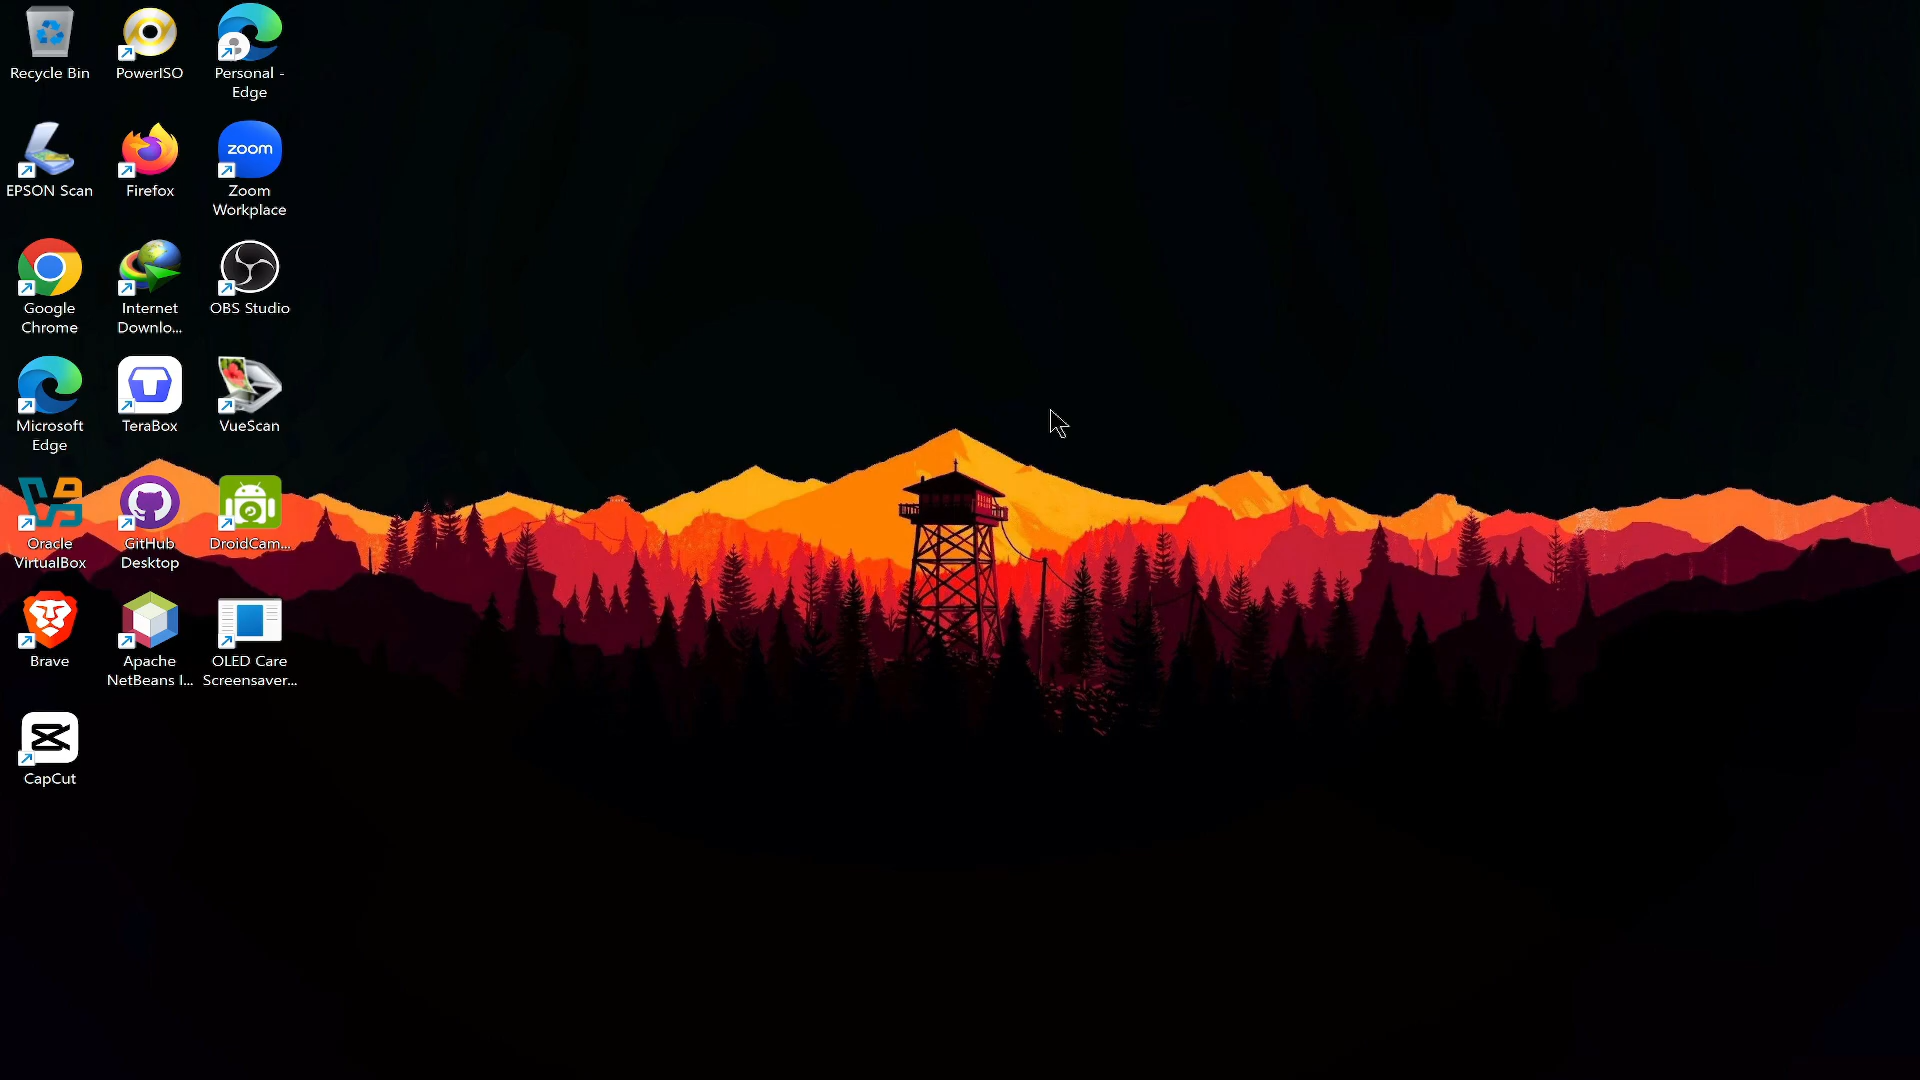 Recycle Bin
PowerISO
Personal -
Edge
EPSON Scan
Firefox
zoom
Zoom
Workplace
Google
Chrome
Internet
Downlo...
OBS Studio
Microsoft
Edge
TeraBox
VueScan
Oracle
VirtualBox
GitHub
Desktop
DroidCam...
Brave
Apache
NetBeans I...
OLED Care
Screensaver...
CapCut